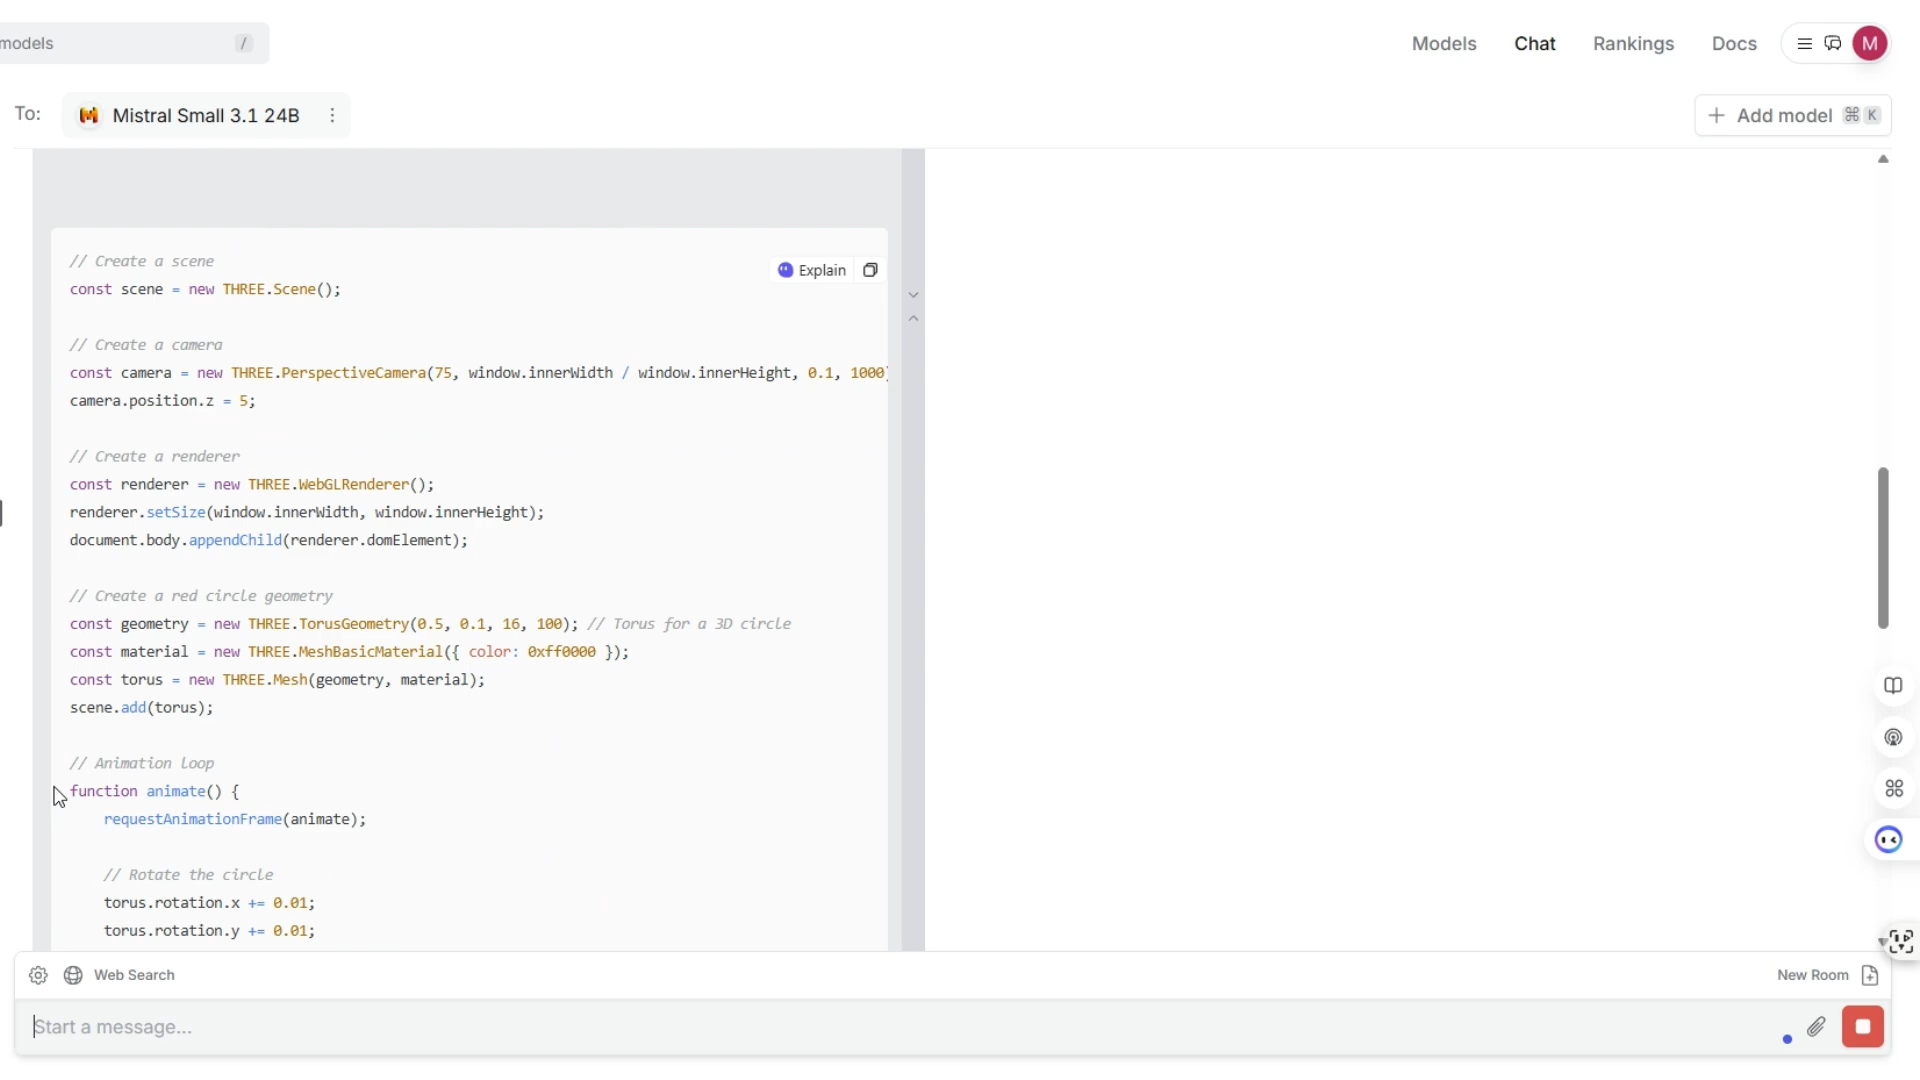 models /
Models Chat Rankings Docs M
To: Mistral Small 3.1 24B
Add model ⌘ K
Explain
// Create a scene
const scene = new THREE.Scene();
// Create a camera
const camera = new THREE.PerspectiveCamera(75, window.innerWidth / window.innerHeight, 0.1, 1000)
camera.position.z = 5;
// Create a renderer
const renderer = new THREE.WebGLRenderer();
renderer.setSize(window.innerWidth, window.innerHeight);
document.body.appendChild(renderer.domElement);
// Create a red circle geometry
const geometry = new THREE.TorusGeometry(0.5, 0.1, 16, 100); // Torus for a 3D circle
const material = new THREE.MeshBasicMaterial({ color: 0xff0000 });
const torus = new THREE.Mesh(geometry, material);
scene.add(torus);
// Animation loop
function animate() {
requestAnimationFrame(animate);
// Rotate the circle
torus.rotation.x += 0.01;
torus.rotation.y += 0.01;
Web Search
New Room
Start a message...